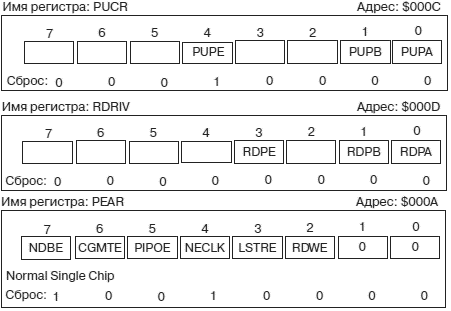 Имя регистра: PUCR Адрес: $000C
7 6 5 4 3 2 1 0
PUPE PUPB PUPA
Сброс: 0 0 0 1 0 0 0 0
Имя регистра: RDRIV Адрес: $000D
7 6 5 4 3 2 1 0
RDPE RDPB RDPA
Сброс: 0 0 0 0 0 0 0 0
Имя регистра: PEAR Адрес: $000A
7 6 5 4 3 2 1 0
NDBE CGMTE PIPOE NECLK LSTRE RDWE 0 0
Normal Single Chip
Сброс: 1 0 0 1 0 0 0 0